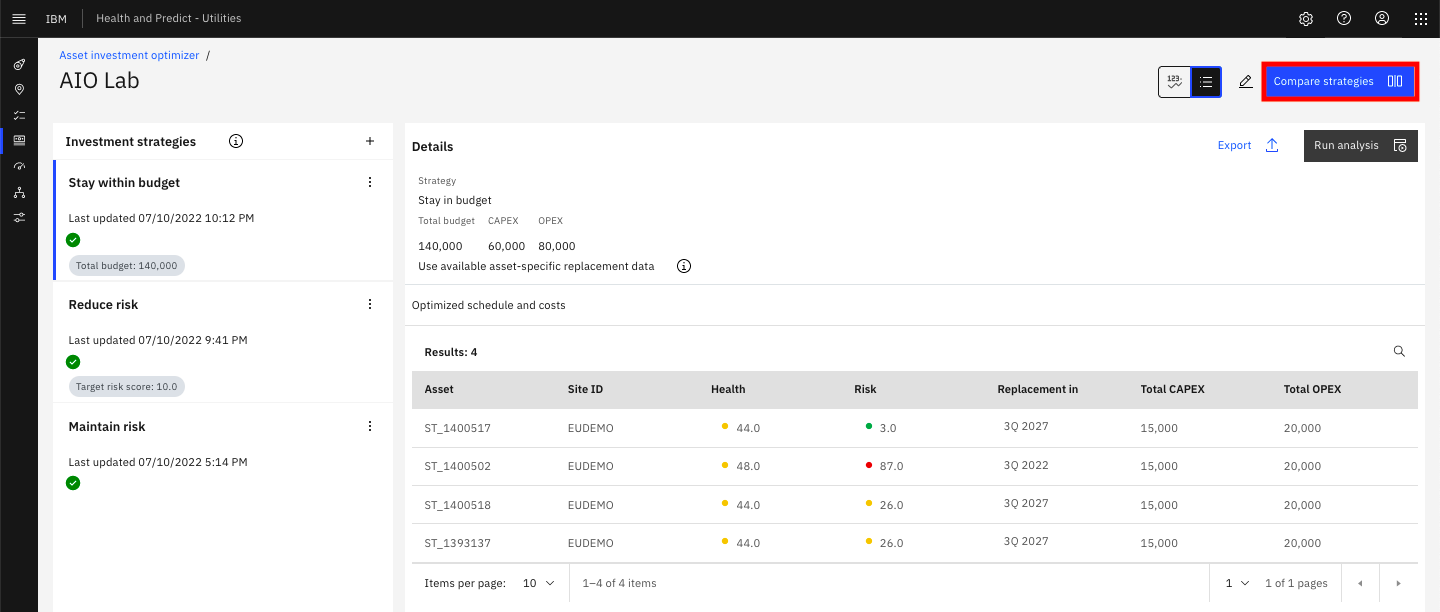 IBM Health and Predict - Utilities
Asset investment optimizer /
AIO Lab
123-
Compare strategies
Investment strategies
Stay within budget
Last updated 07/10/2022 10:12 PM
Total budget: 140,000
Reduce risk
Last updated 07/10/2022 9:41 PM
Target risk score: 10.0
Maintain risk
Last updated 07/10/2022 5:14 PM
Details
Export
Run analysis
Strategy
Stay in budget
Total budget CAPEX OPEX
140,000 60,000 80,000
Use available asset-specific replacement data
Optimized schedule and costs
Results: 4
Asset Site ID Health Risk Replacement in Total CAPEX Total OPEX
ST_1400517 EUDEMO 44.0 3.0 3Q 2027 15,000 20,000
ST_1400502 EUDEMO 48.0 87.0 3Q 2022 15,000 20,000
ST_1400518 EUDEMO 44.0 26.0 3Q 2027 15,000 20,000
ST_1393137 EUDEMO 44.0 26.0 3Q 2027 15,000 20,000
Items per page: 10 1–4 of 4 items 1 1 of 1 pages